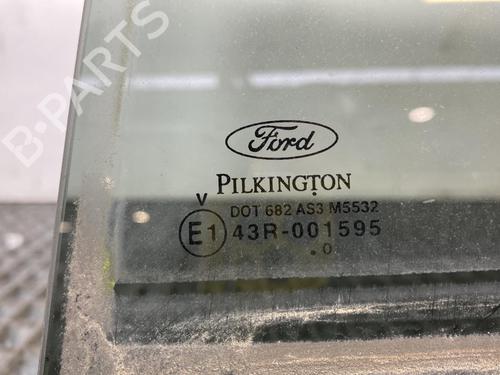 B-PARTS
Ford
PILKINGTON
V
DOT 682 AS3 M5532
E1 43R-001595
.0